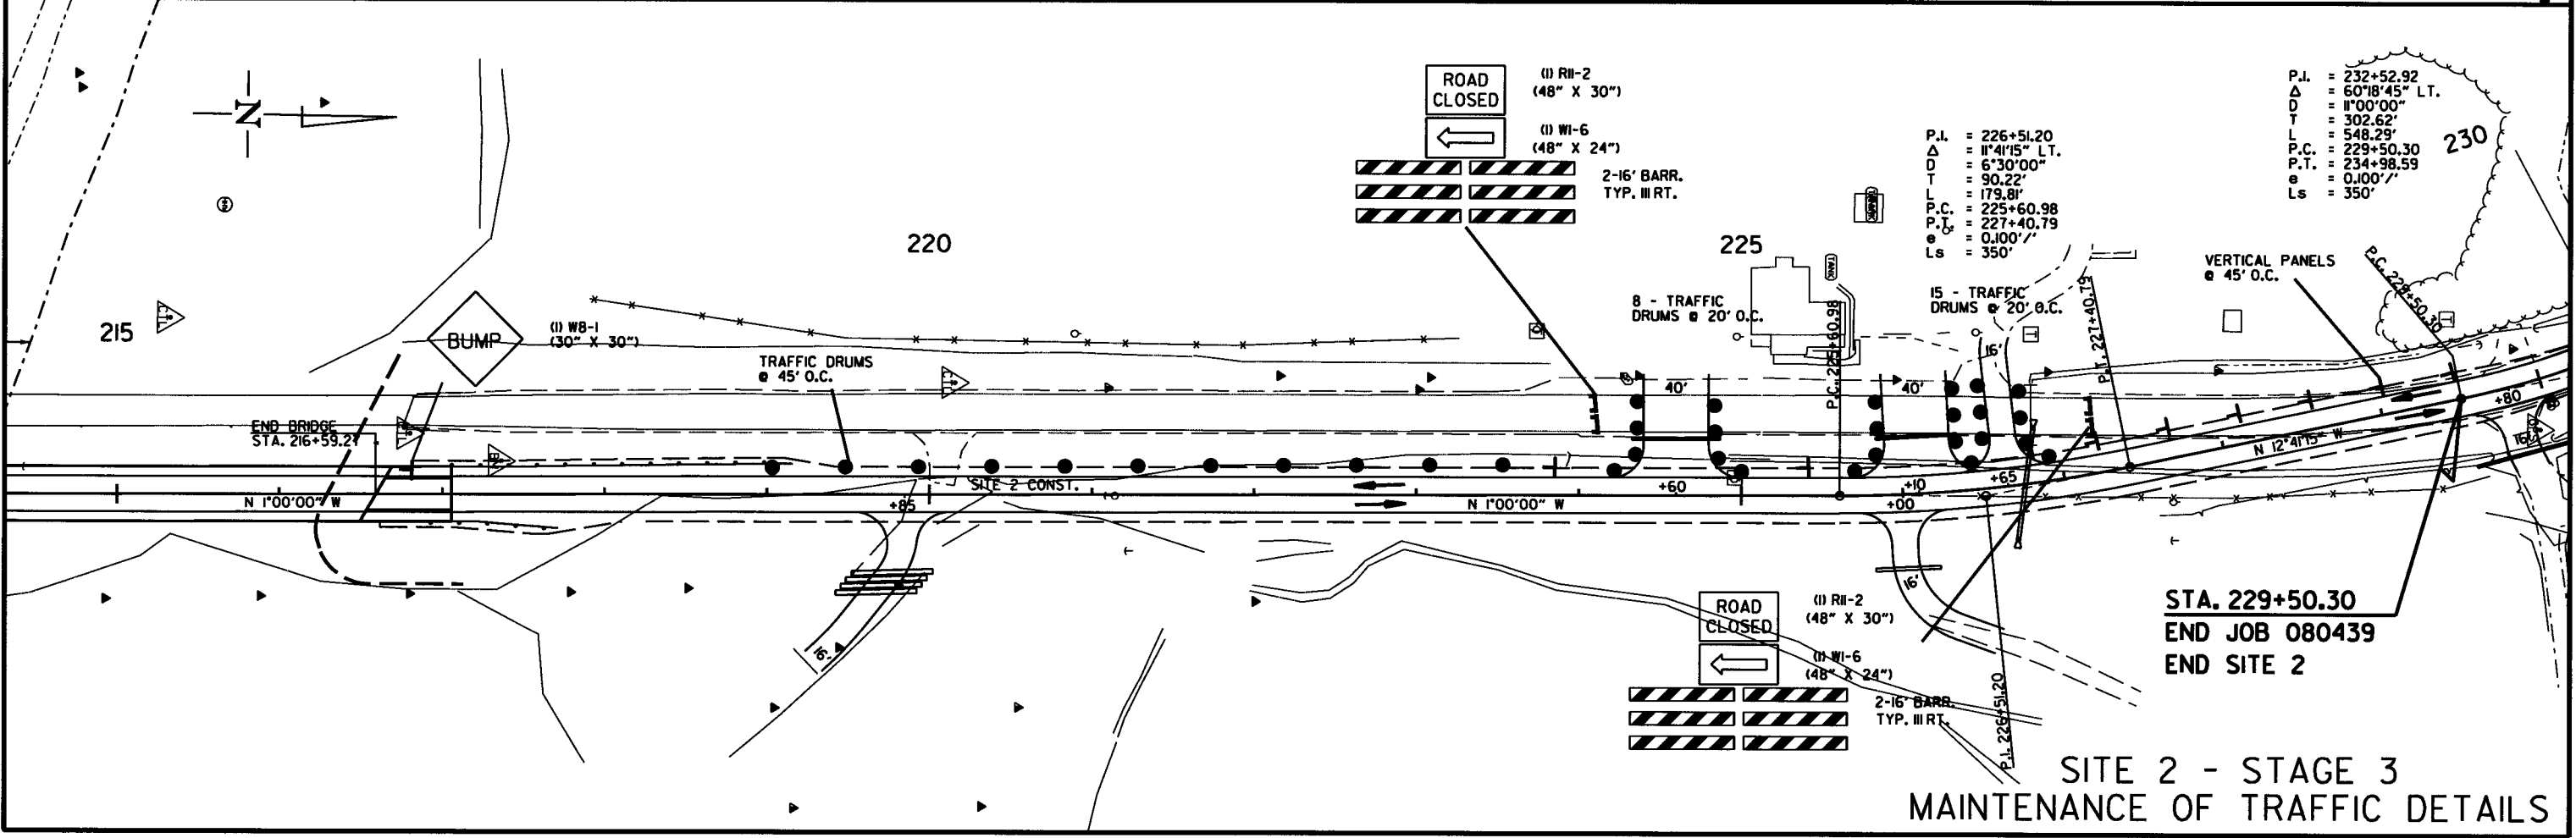 N
215
220
225
230
BUMP
(1) W8-1
(30" X 30")
END BRIDGE
STA. 216+59.27
TRAFFIC DRUMS
@ 45' O.C.
ROAD
CLOSED
(1) R11-2
(48" X 30")
(1) W1-6
(48" X 24")
2-16' BARR.
TYP. III RT.
8 - TRAFFIC
DRUMS @ 20' O.C.
TANK
P.C. 225+60.98
P.I. = 226+51.20
Δ = 11°41'15" LT.
D = 6°30'00"
T = 90.22'
L = 179.81'
P.C. = 225+60.98
P.T. = 227+40.79
e = 0.100'/'
Ls = 350'
15 - TRAFFIC
DRUMS @ 20' O.C.
P.T. 227+40.79
P.I. = 232+52.92
Δ = 60°18'45" LT.
D = 11°00'00"
T = 302.62'
L = 548.29'
P.C. = 229+50.30
P.T. = 234+98.59
e = 0.100'/'
Ls = 350'
VERTICAL PANELS
@ 45' O.C.
P.C. 229+50.30
T
T
40'
40'
16'
+80
16'
N 1°00'00" W
+85
SITE 2 CONST.
N 1°00'00" W
+60
+10
+00
+65
N 12°41'15" W
16'
16'
ROAD
CLOSED
(1) R11-2
(48" X 30")
(1) W1-6
(48" X 24")
2-16' BARR.
TYP. III RT.
P.I. 226+51.20
STA. 229+50.30
END JOB 080439
END SITE 2
SITE 2 - STAGE 3
MAINTENANCE OF TRAFFIC DETAILS